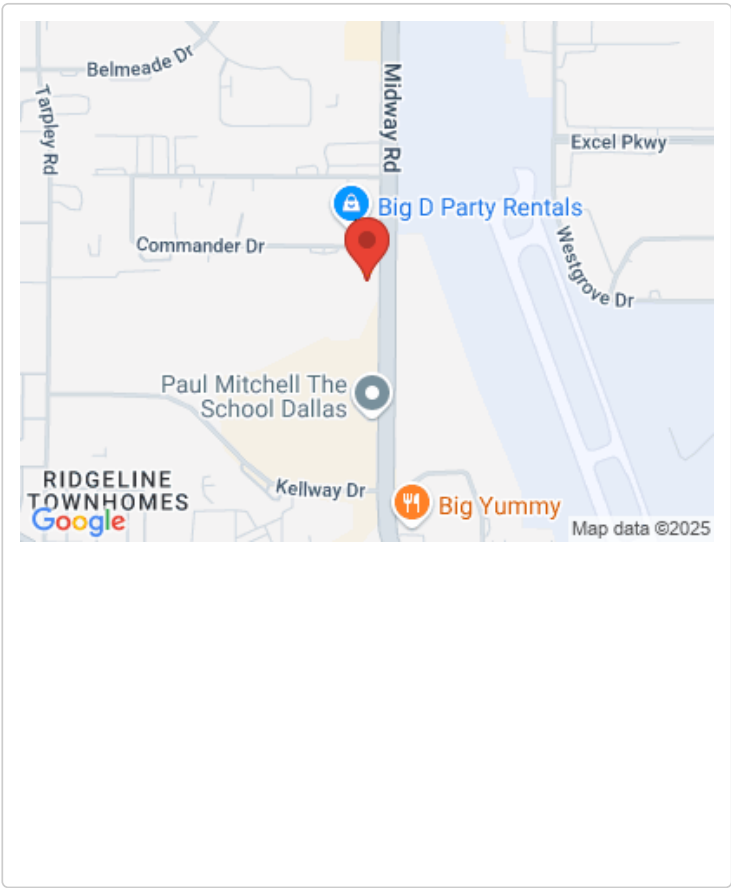 Belmeade Dr
Tarpley Rd
Midway Rd
Excel Pkwy
Big D Party Rentals
Commander Dr
Westgrove Dr
Paul Mitchell The
School Dallas
RIDGELINE
TOWNHOMES
Kellway Dr
Big Yummy
Google
Map data ©2025